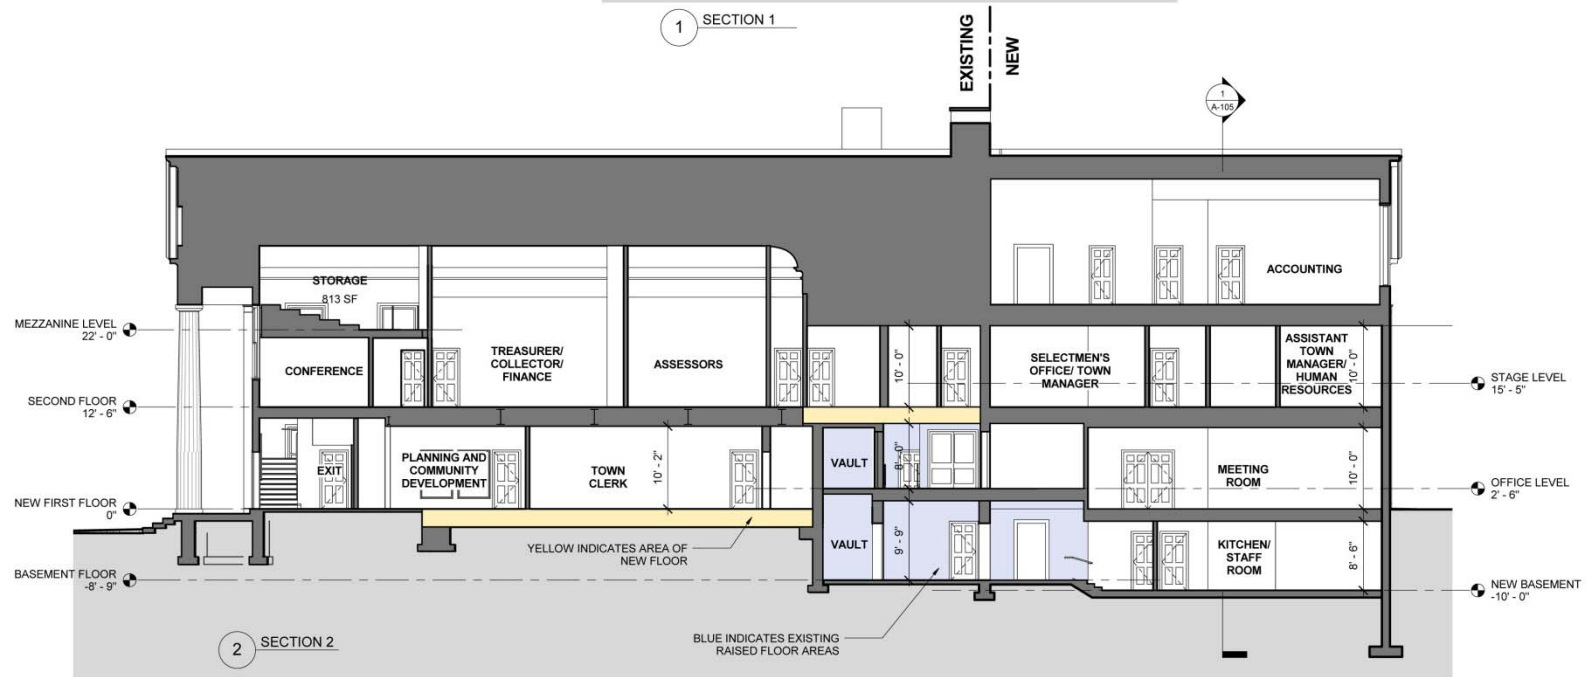 1
SECTION 1
EXISTING
NEW
1
A-105
STORAGE
813 SF
ACCOUNTING
MEZZANINE LEVEL
22' - 0"
CONFERENCE
TREASURER/
COLLECTOR/
FINANCE
ASSESSORS
10' - 0"
SELECTMEN'S
OFFICE/ TOWN
MANAGER
ASSISTANT
TOWN
MANAGER/
HUMAN
RESOURCES
10' - 0"
STAGE LEVEL
15' - 5"
SECOND FLOOR
12' - 6"
EXIT
PLANNING AND
COMMUNITY
DEVELOPMENT
TOWN
CLERK
10' - 2"
VAULT
8' - 0"
MEETING
ROOM
10' - 0"
OFFICE LEVEL
2' - 6"
NEW FIRST FLOOR
0"
YELLOW INDICATES AREA OF
NEW FLOOR
VAULT
9' - 9"
KITCHEN/
STAFF
ROOM
8' - 6"
BASEMENT FLOOR
-8' - 9"
NEW BASEMENT
-10' - 0"
BLUE INDICATES EXISTING
RAISED FLOOR AREAS
2
SECTION 2